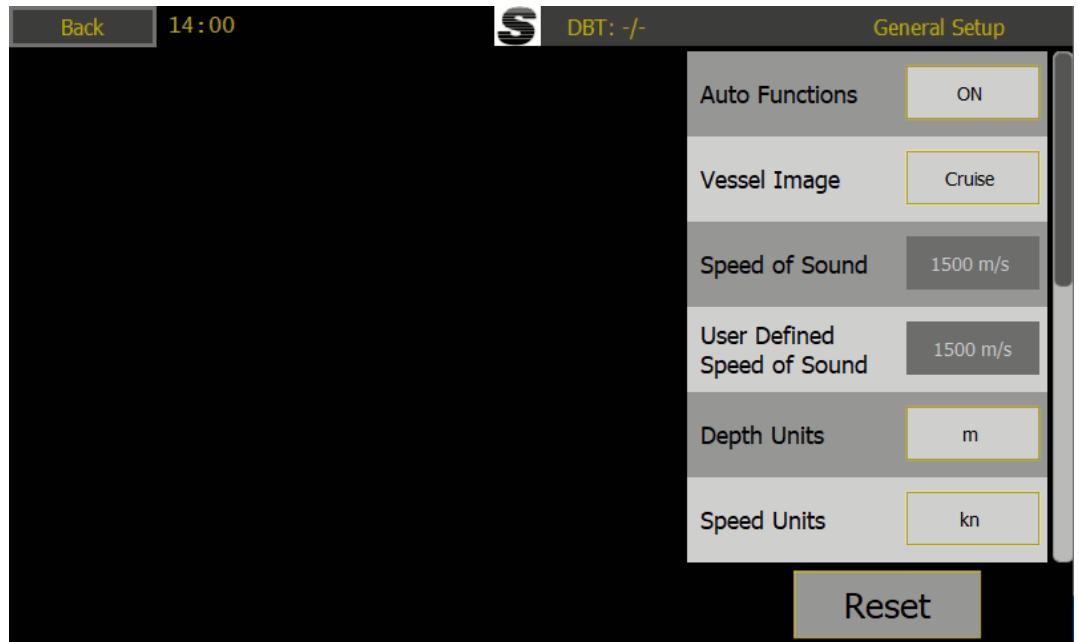 Back 14:00 S DBT: -/- General Setup
Auto Functions ON
Vessel Image Cruise
Speed of Sound 1500 m/s
User Defined
Speed of Sound 1500 m/s
Depth Units m
Speed Units kn
Reset